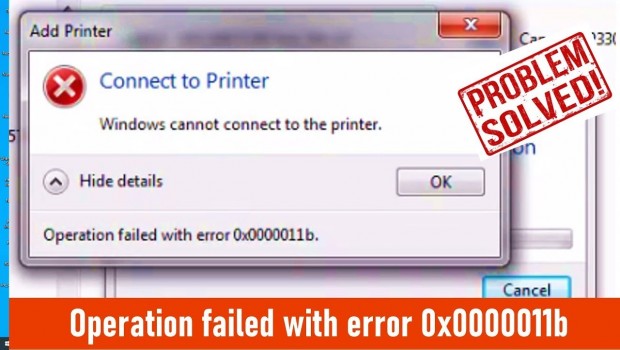 Add Printer
Connect to Printer
Windows cannot connect to the printer.
Hide details
OK
Operation failed with error 0x0000011b.
Cancel
PROBLEM
SOLVED!
Operation failed with error 0x0000011b